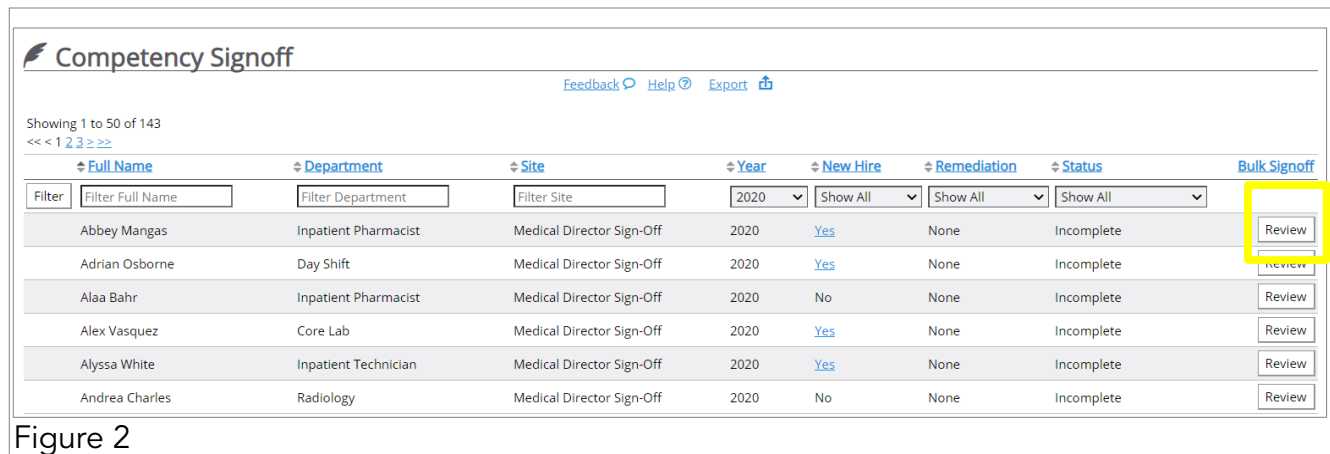 Competency Signoff
Feedback Help Export
Showing 1 to 50 of 143
<< < 1 2 3 > >>
Full Name Department Site Year New Hire Remediation Status Bulk Signoff
Filter Filter Full Name Filter Department Filter Site 2020 Show All Show All Show All
Abbey Mangas Inpatient Pharmacist Medical Director Sign-Off 2020 Yes None Incomplete Review
Adrian Osborne Day Shift Medical Director Sign-Off 2020 Yes None Incomplete Review
Alaa Bahr Inpatient Pharmacist Medical Director Sign-Off 2020 No None Incomplete Review
Alex Vasquez Core Lab Medical Director Sign-Off 2020 Yes None Incomplete Review
Alyssa White Inpatient Technician Medical Director Sign-Off 2020 Yes None Incomplete Review
Andrea Charles Radiology Medical Director Sign-Off 2020 No None Incomplete Review
Figure 2